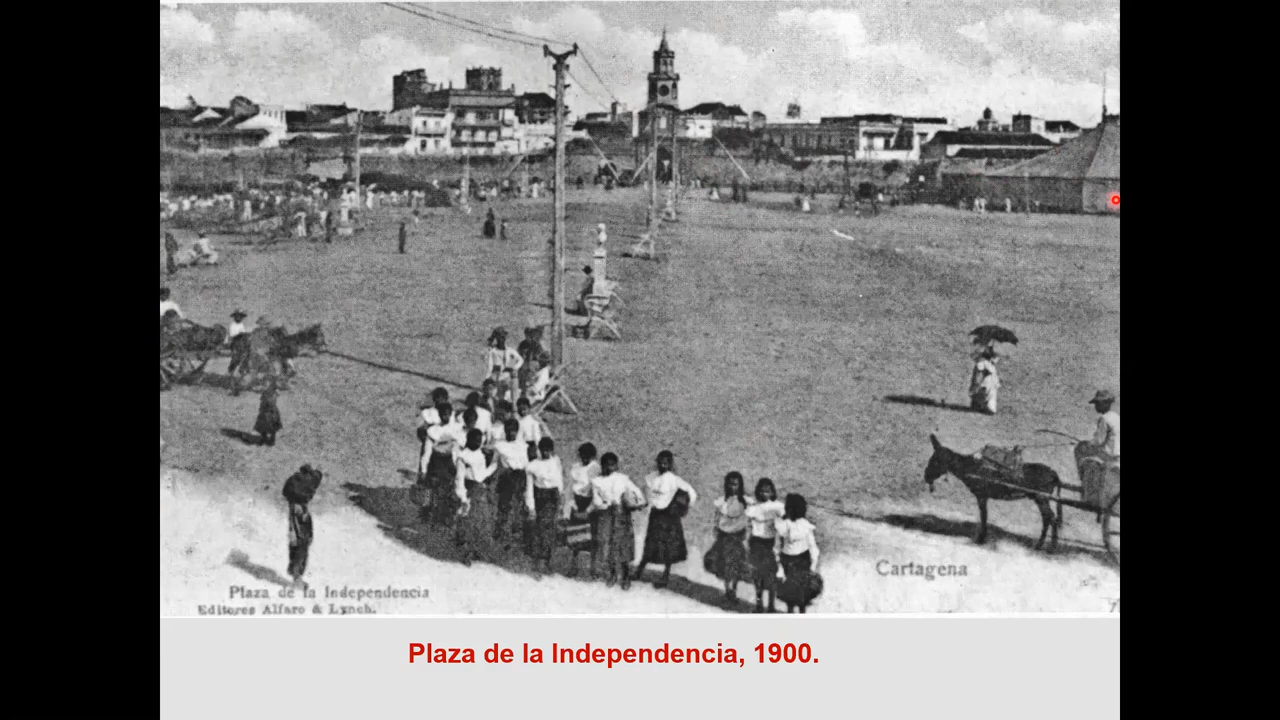 Cartagena
Plaza de la Independencia
Editores Alfaro & Lynch.
Plaza de la Independencia, 1900.